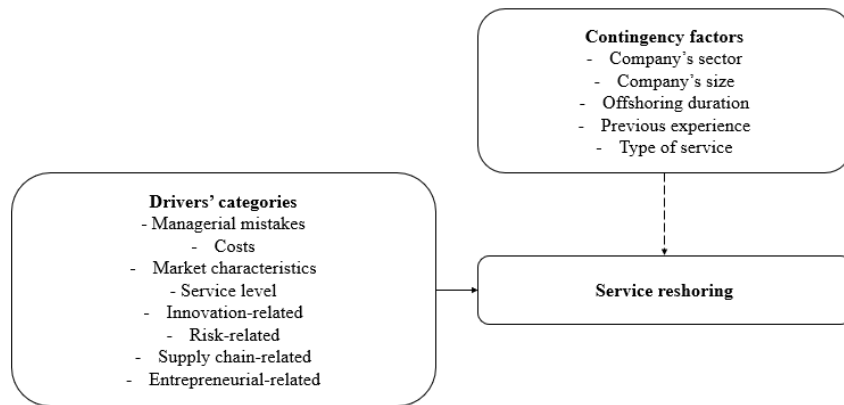 Contingency factors
- Company's sector
- Company's size
- Offshoring duration
- Previous experience
- Type of service
Drivers' categories
- Managerial mistakes
- Costs
- Market characteristics
- Service level
- Innovation-related
- Risk-related
- Supply chain-related
- Entrepreneurial-related
Service reshoring